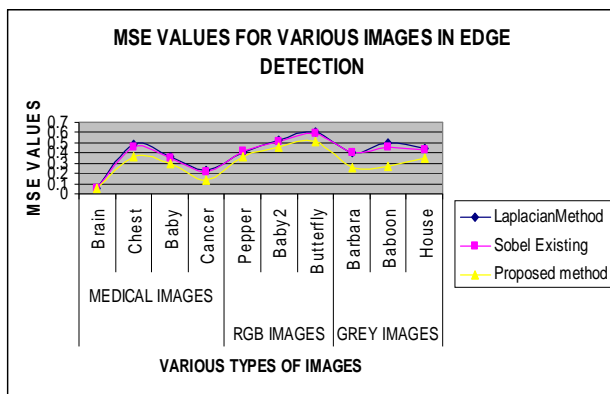 MSE VALUES FOR VARIOUS IMAGES IN EDGE
DETECTION
MSE VALUES
0.7
0.6
0.5
0.4
0.3
0.2
0.1
0
Brain
Chest
Baby
Cancer
Pepper
Baby2
Butterfly
Barbara
Baboon
House
MEDICAL IMAGES
RGB IMAGES
GREY IMAGES
VARIOUS TYPES OF IMAGES
LaplacianMethod
Sobel Existing
Proposed method